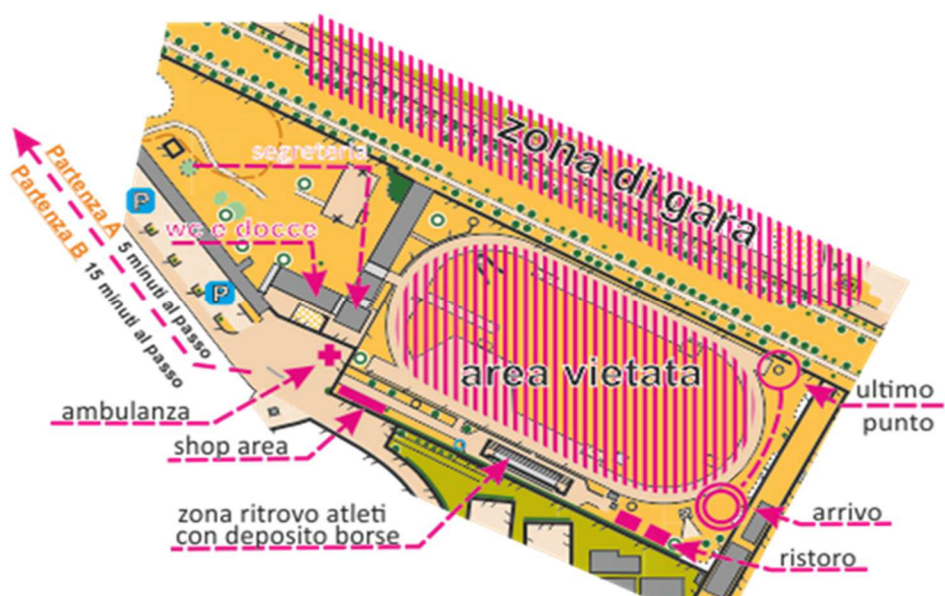 zona di gara
segreteria
Partenza A 5 minuti al passo
Partenza B 15 minuti al passo
P
wc e docce
P
area vietata
ultimo
punto
ambulanza
shop area
zona ritrovo atleti
con deposito borse
arrivo
ristoro